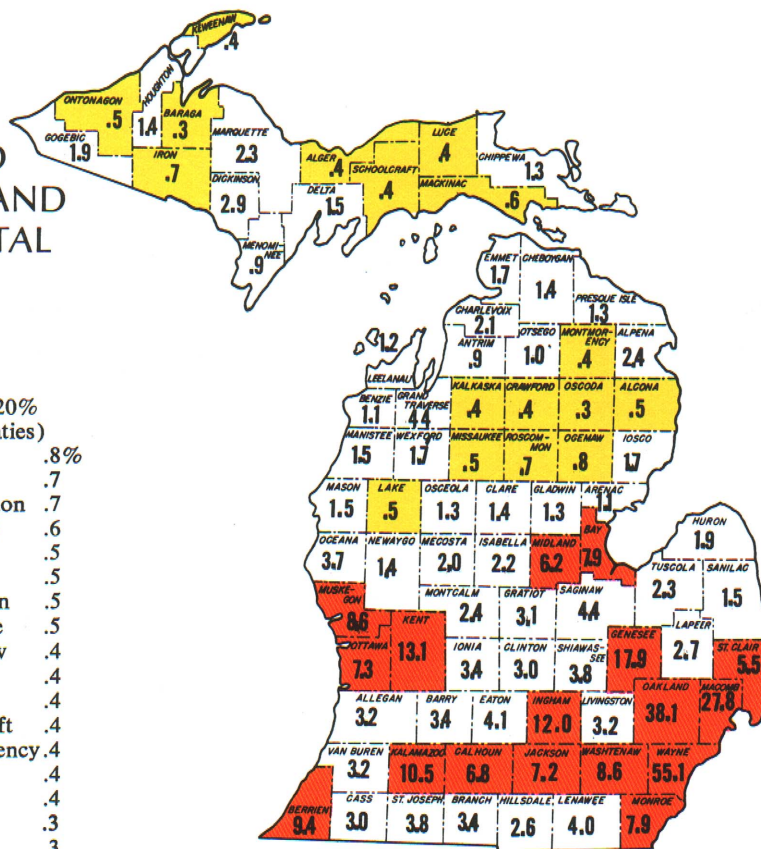 KEWEENAW
.4
HOUGHTON
1.4
ONTONAGON
.5
BARAGA
.3
GOGEBIC
1.9
MARQUETTE
2.3
IRON
.7
DICKINSON
2.9
ALGER
.4
LUCE
.4
CHIPPEWA
1.3
SCHOOLCRAFT
.4
MACKINAC
.6
DELTA
1.5
MENOMI-
NEE
.9
AND
TAL
EMMET
1.7
CHEBOYGAN
1.4
PRESQUE ISLE
1.3
CHARLEVOIX
2.1
ANTRIM
.9
OTSEGO
1.0
MONTMOR-
ENCY
.4
ALPENA
2.4
1.2
LEELANAU
BENZIE
1.1
GRAND
TRAVERSE
4.4
KALKASKA
.4
CRAWFORD
.4
OSCODA
.3
ALCONA
.5
MANISTEE
1.5
WEXFORD
1.7
MISSAUKEE
.5
ROSCOM-
MON
.7
OGEMAW
.8
IOSCO
1.7
MASON
1.5
LAKE
.5
OSCEOLA
1.3
CLARE
1.4
GLADWIN
1.3
ARENAC
1.1
OCEANA
3.7
NEWAYGO
1.4
MECOSTA
2.0
ISABELLA
2.2
MIDLAND
6.2
BAY
7.9
HURON
1.9
TUSCOLA
2.3
SANILAC
1.5
MUSKE-
GON
8.6
MONTCALM
2.4
GRATIOT
3.1
SAGINAW
4.4
KENT
13.1
OTTAWA
7.3
IONIA
3.4
CLINTON
3.0
SHIAWAS-
SEE
3.8
GENESEE
17.9
LAPEER
2.7
ST. CLAIR
5.5
ALLEGAN
3.2
BARRY
3.4
EATON
4.1
INGHAM
12.0
LIVINGSTON
3.2
OAKLAND
38.1
MACOMB
27.8
VAN BUREN
3.2
KALAMAZOO
10.5
CALHOUN
6.8
JACKSON
7.2
WASHTENAW
8.6
WAYNE
55.1
BERRIEN
9.4
CASS
3.0
ST. JOSEPH
3.8
BRANCH
3.4
HILLSDALE
2.6
LENAWEE
4.0
MONROE
7.9
20%
ties)
.8%
.7
on .7
.6
.5
.5
n .5
e .5
w .4
.4
.4
ft .4
ency .4
.4
.4
.3
.3